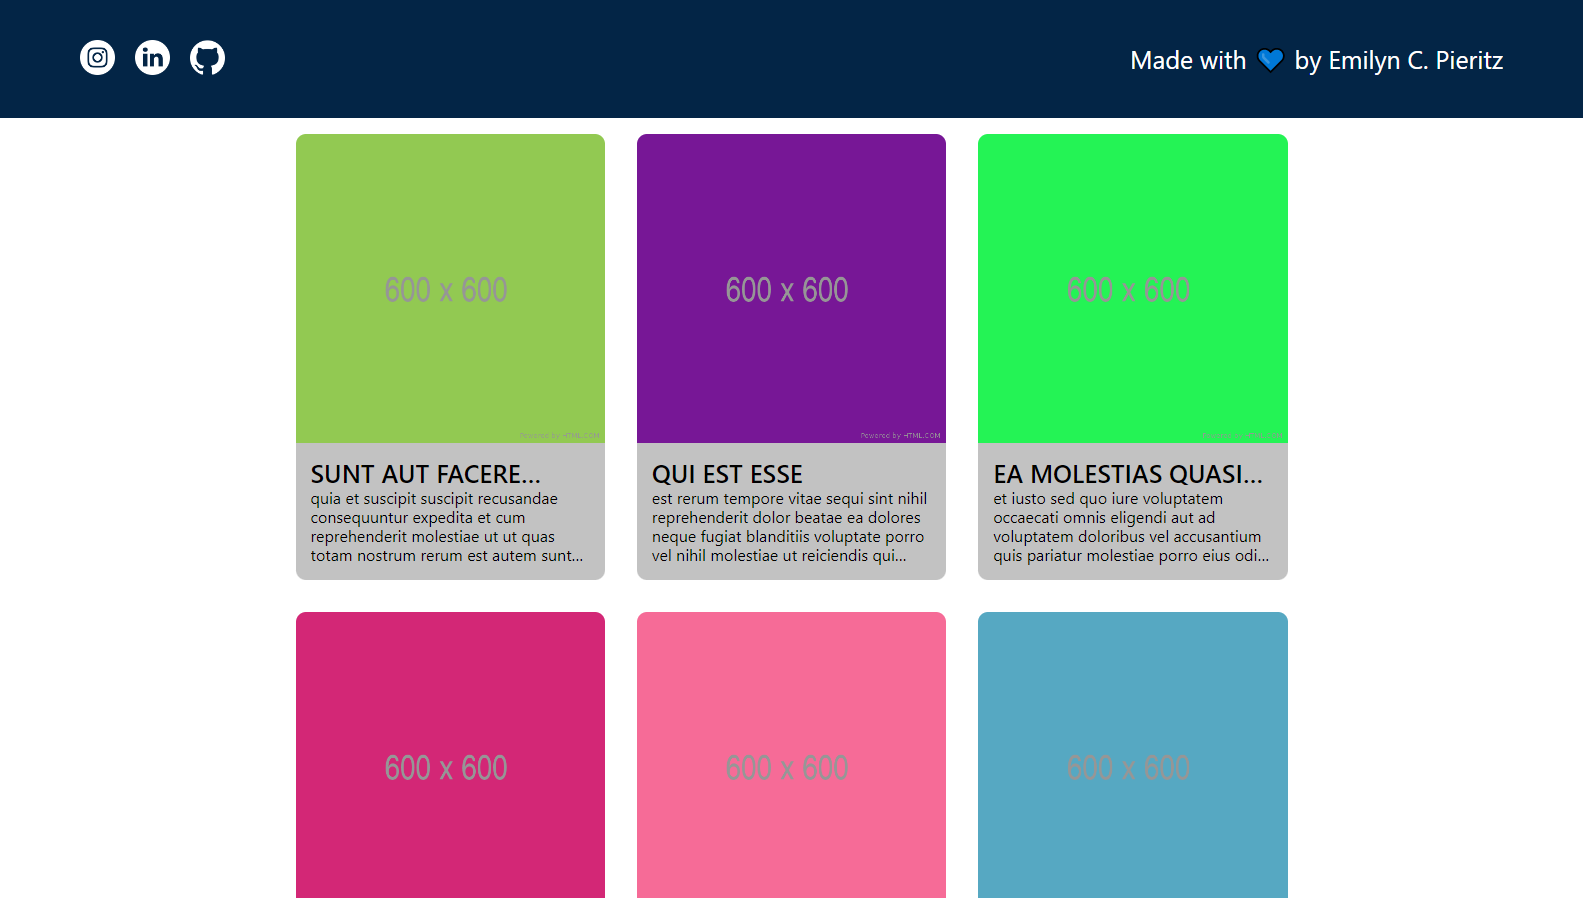 Made with 💙 by Emilyn C. Pieritz
600 x 600
600 x 600
600 x 600
Powered by HTML.COM
Powered by HTML.COM
Powered by HTML.COM
SUNT AUT FACERE...
quia et suscipit suscipit recusandae
consequuntur expedita et cum
reprehenderit molestiae ut ut quas
totam nostrum rerum est autem sunt...
QUI EST ESSE
est rerum tempore vitae sequi sint nihil
reprehenderit dolor beatae ea dolores
neque fugiat blanditiis voluptate porro
vel nihil molestiae ut reiciendis qui...
EA MOLESTIAS QUASI...
et iusto sed quo iure voluptatem
occaecati omnis eligendi aut ad
voluptatem doloribus vel accusantium
quis pariatur molestiae porro eius odi...
600 x 600
600 x 600
600 x 600